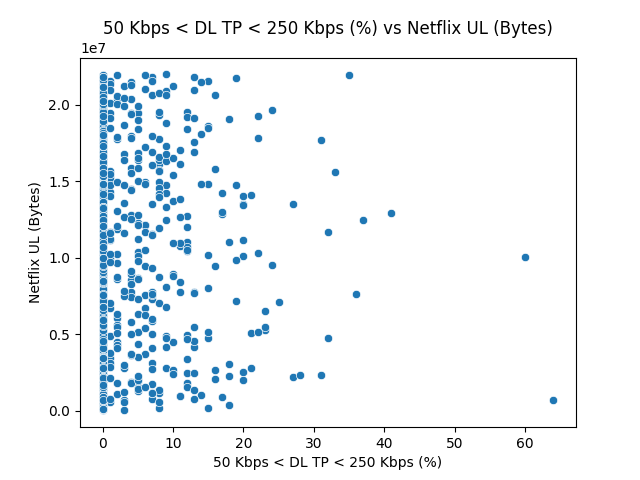 50 Kbps < DL TP < 250 Kbps (%) vs Netflix UL (Bytes)
1e7
2.0
1.5
1.0
0.5
0.0
Netflix UL (Bytes)
0 10 20 30 40 50 60
50 Kbps < DL TP < 250 Kbps (%)